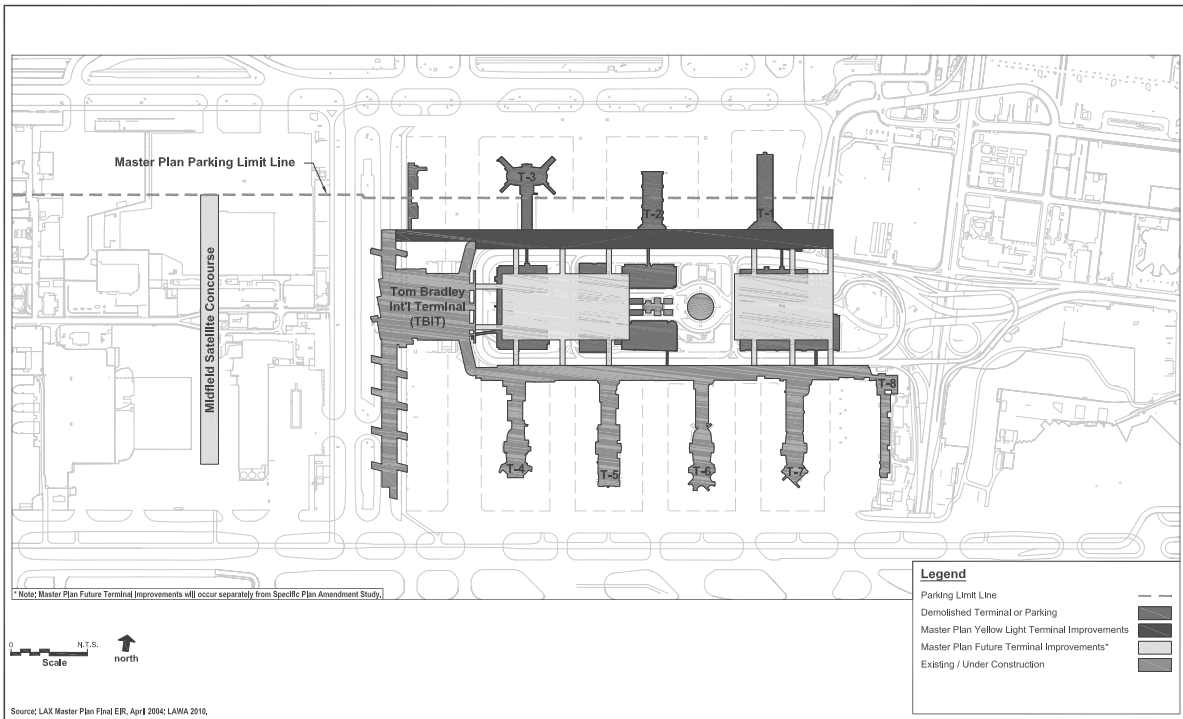 Master Plan Parking Limit Line
T-3
T-2
T-1
Tom Bradley
Int'l Terminal
(TBIT)
Midfield Satellite Concourse
T-8
T-4
T-5
T-6
T-7
* Note: Master Plan Future Terminal Improvements will occur separately from Specific Plan Amendment Study.
Legend
Parking Limit Line
Demolished Terminal or Parking
Master Plan Yellow Light Terminal Improvements
Master Plan Future Terminal Improvements*
Existing / Under Construction
0 N.T.S.
Scale
north
Source: LAX Master Plan Final EIR, April 2004; LAWA 2010.